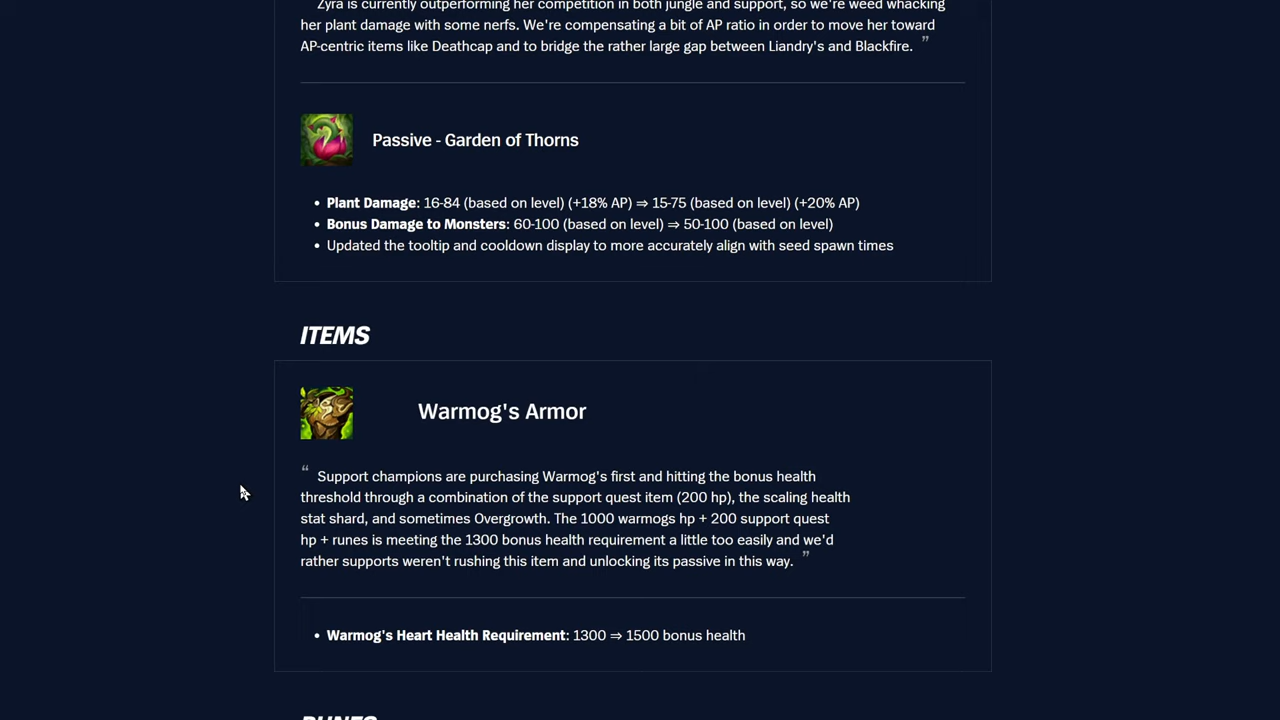 “ Zyra is currently outperforming her competition in both jungle and support, so we're weed whacking
her plant damage with some nerfs. We're compensating a bit of AP ratio in order to move her toward
AP-centric items like Deathcap and to bridge the rather large gap between Liandry's and Blackfire. ”
Passive - Garden of Thorns
• Plant Damage: 16-84 (based on level) (+18% AP) ⇒ 15-75 (based on level) (+20% AP)
• Bonus Damage to Monsters: 60-100 (based on level) ⇒ 50-100 (based on level)
• Updated the tooltip and cooldown display to more accurately align with seed spawn times
ITEMS
Warmog's Armor
“ Support champions are purchasing Warmog's first and hitting the bonus health
threshold through a combination of the support quest item (200 hp), the scaling health
stat shard, and sometimes Overgrowth. The 1000 warmogs hp + 200 support quest
hp + runes is meeting the 1300 bonus health requirement a little too easily and we'd
rather supports weren't rushing this item and unlocking its passive in this way. ”
• Warmog's Heart Health Requirement: 1300 ⇒ 1500 bonus health
RUNES